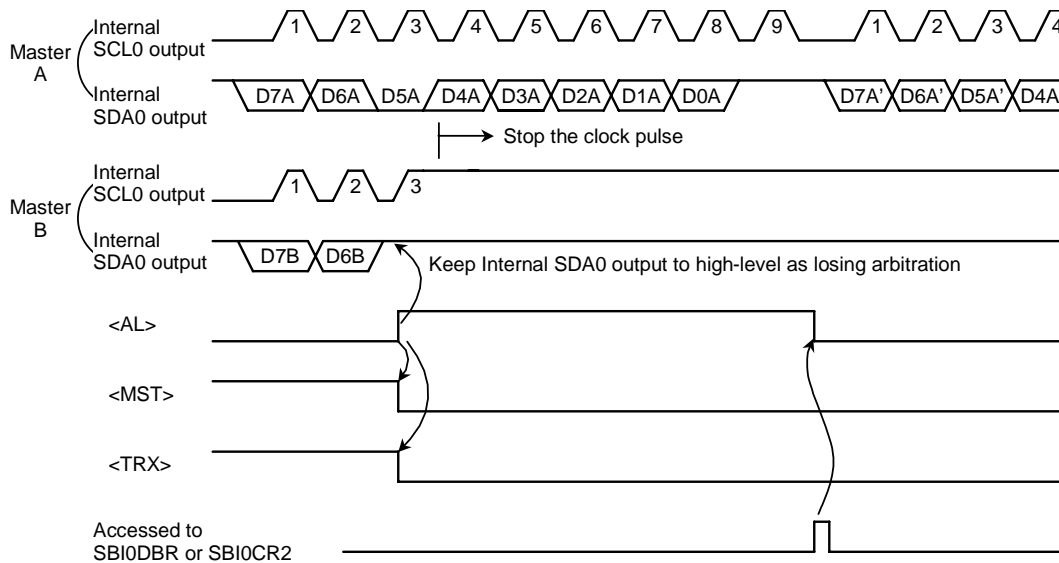 Master
A
Internal
SCL0 output
1 2 3 4 5 6 7 8 9 1 2 3 4
Internal
SDA0 output
D7A D6A D5A D4A D3A D2A D1A D0A D7A’ D6A’ D5A’ D4A
Stop the clock pulse
Master
B
Internal
SCL0 output
1 2 3
Internal
SDA0 output
D7B D6B
Keep Internal SDA0 output to high-level as losing arbitration
<AL>
<MST>
<TRX>
Accessed to
SBI0DBR or SBI0CR2